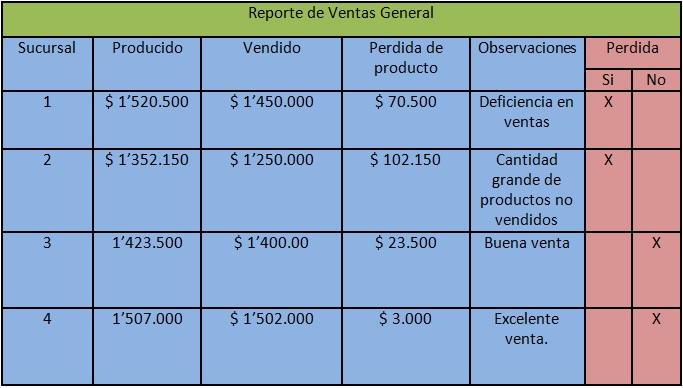 Reporte de Ventas General
Sucursal Producido Vendido Perdida de producto Observaciones Perdida
Si No
1 $ 1’520.500 $ 1’450.000 $ 70.500 Deficiencia en ventas X
2 $ 1’352.150 $ 1’250.000 $ 102.150 Cantidad grande de productos no vendidos X
3 1’423.500 $ 1’400.00 $ 23.500 Buena venta X
4 1’507.000 $ 1’502.000 $ 3.000 Excelente venta. X